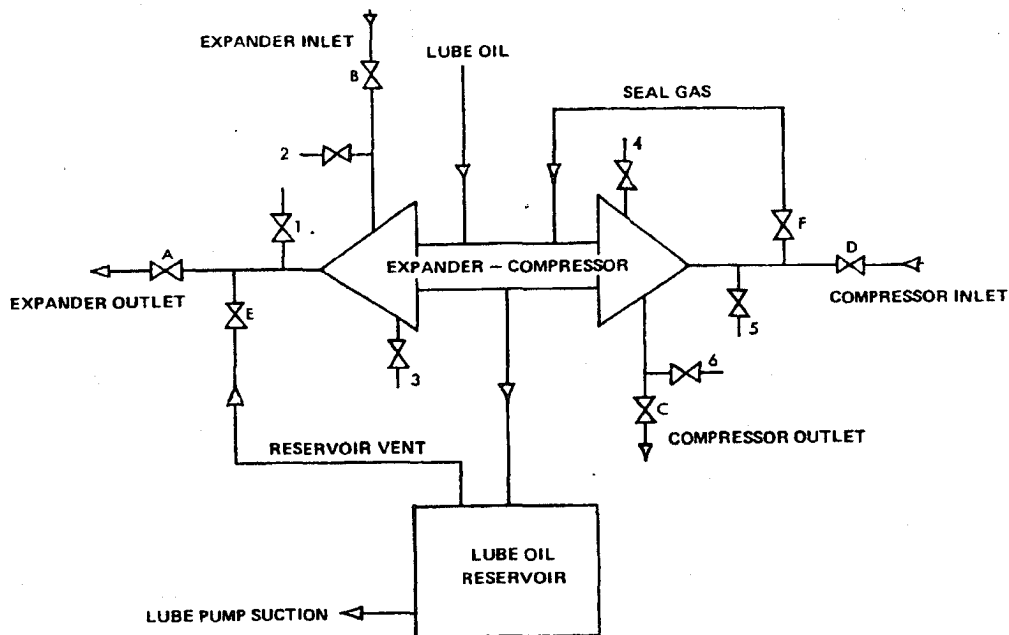 EXPANDER INLET
B
LUBE OIL
SEAL GAS
2
4
1
F
A
D
EXPANDER – COMPRESSOR
EXPANDER OUTLET
COMPRESSOR INLET
E
5
3
6
C
COMPRESSOR OUTLET
RESERVOIR VENT
LUBE OIL
RESERVOIR
LUBE PUMP SUCTION